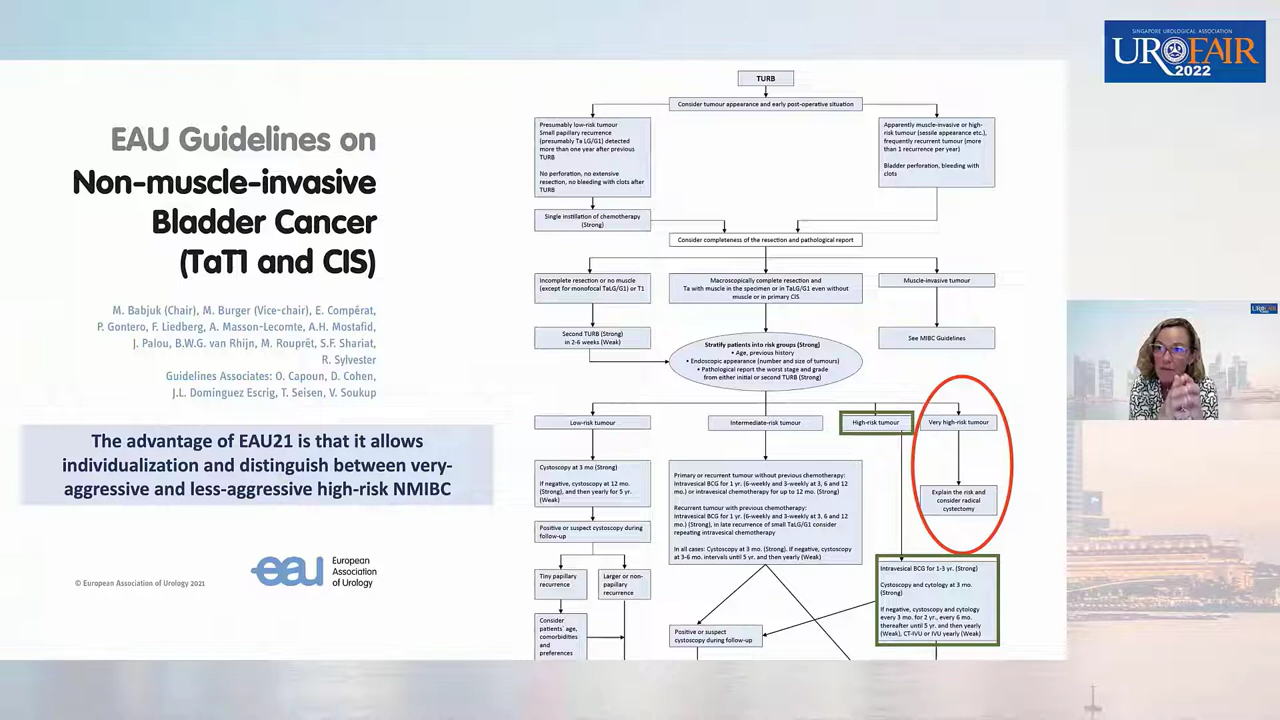 SINGAPORE UROLOGICAL ASSOCIATION
UROFAIR
2022
EAU Guidelines on
Non-muscle-invasive
Bladder Cancer
(TaT1 and CIS)
M. Babjuk (Chair), M. Burger (Vice-chair), E. Compérat,
P. Gontero, F. Liedberg, A. Masson-Lecomte, A.H. Mostafid,
J. Palou, B.W.G. van Rhijn, M. Rouprêt, S.F. Shariat,
R. Sylvester
Guidelines Associates: O. Capoun, D. Cohen,
J.L. Dominguez Escrig, T. Seisen, V. Soukup
The advantage of EAU21 is that it allows
individualization and distinguish between very-
aggressive and less-aggressive high-risk NMIBC
© European Association of Urology 2021
eau
European
Association
of Urology
TURB
Consider tumour appearance and early post-operative situation
Presumably low-risk tumour
Small papillary recurrence
(presumably Ta LG/G1) detected
more than one year after previous
TURB
No perforation, no extensive
resection, no bleeding with clots after
TURB
Apparently muscle-invasive or high-
risk tumour (sessile appearance etc.),
frequently recurrent tumour (more
than 1 recurrence per year)
Bladder perforation, bleeding with
clots
Single instillation of chemotherapy
(Strong)
Consider completeness of the resection and pathological report
Incomplete resection or no muscle
(except for monofocal TaLG/G1) or T1
Macroscopically complete resection and
Ta with muscle in the specimen or in TaLG/G1 even without
muscle or in primary CIS
Muscle-invasive tumour
Second TURB (Strong)
in 2-6 weeks (Weak)
Stratify patients into risk groups (Strong)
• Age, previous history
• Endoscopic appearance (number and size of tumours)
• Pathological report the worst stage and grade
from either initial or second TURB (Strong)
See MIBC Guidelines
Low-risk tumour
Intermediate-risk tumour
High-risk tumour
Very high-risk tumour
Cystoscopy at 3 mo (Strong)
If negative, cystoscopy at 12 mo.
(Strong), and then yearly for 5 yr.
(Weak)
Primary or recurrent tumour without previous chemotherapy:
Intravesical BCG for 1 yr. (6-weekly and 3-weekly at 3, 6 and 12
mo.) or intravesical chemotherapy for up to 12 mo. (Strong)
Recurrent tumour with previous chemotherapy:
Intravesical BCG for 1 yr. (6-weekly and 3-weekly at 3, 6 and 12
mo.) (Strong), in late recurrence of small TaLG/G1 consider
repeating intravesical chemotherapy
In all cases: Cystoscopy at 3 mo. (Strong). If negative, cystoscopy
at 3-6 mo. intervals until 5 yr. and then yearly (Weak)
Explain the risk and
consider radical
cystectomy
Positive or suspect cystoscopy during
follow-up
Intravesical BCG for 1-3 yr. (Strong)
Cystoscopy and cytology at 3 mo.
(Strong)
If negative, cystoscopy and cytology
every 3 mo. for 2 yr., every 6 mo.
thereafter until 5 yr. and then yearly
(Weak), CT-IVU or IVU yearly (Weak)
Tiny papillary
recurrence
Larger or non-
papillary
recurrence
Consider
patients' age,
comorbidities
and
preferences
Positive or suspect
cystoscopy during follow-up
UROFAIR